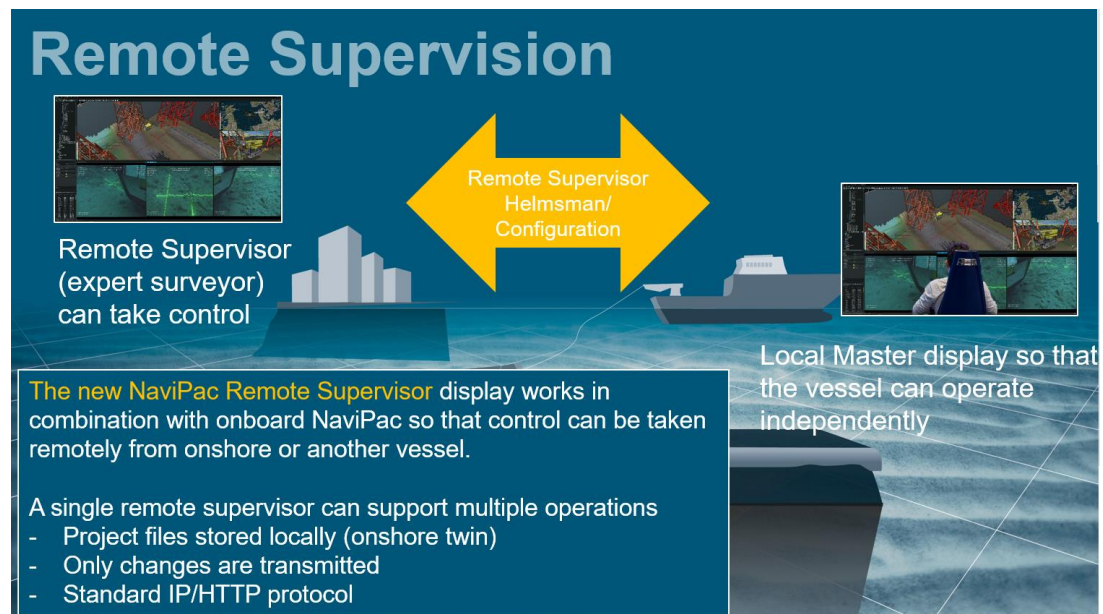 Remote Supervision
Remote Supervisor
Helmsman/
Configuration
Remote Supervisor
(expert surveyor)
can take control
Local Master display so that
the vessel can operate
independently
The new NaviPac Remote Supervisor display works in
combination with onboard NaviPac so that control can be taken
remotely from onshore or another vessel.
A single remote supervisor can support multiple operations
- Project files stored locally (onshore twin)
- Only changes are transmitted
- Standard IP/HTTP protocol